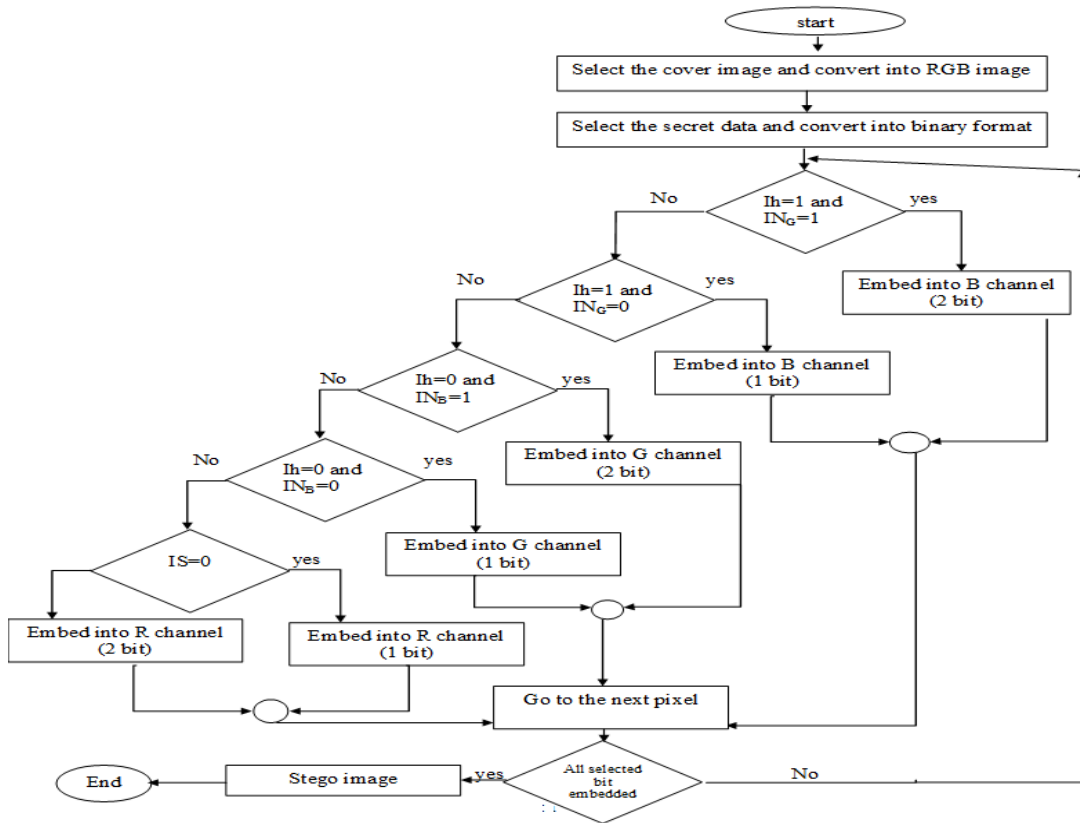 start
Select the cover image and convert into RGB image
Select the secret data and convert into binary format
Ih=1 and
IN_G=1
No
yes
Embed into B channel
(2 bit)
Ih=1 and
IN_G=0
No
yes
Embed into B channel
(1 bit)
Ih=0 and
IN_B=1
No
yes
Embed into G channel
(2 bit)
Ih=0 and
IN_B=0
No
yes
Embed into G channel
(1 bit)
IS=0
yes
Embed into R channel
(2 bit)
Embed into R channel
(1 bit)
Go to the next pixel
All selected
bit
embedded
yes
No
Stego image
End